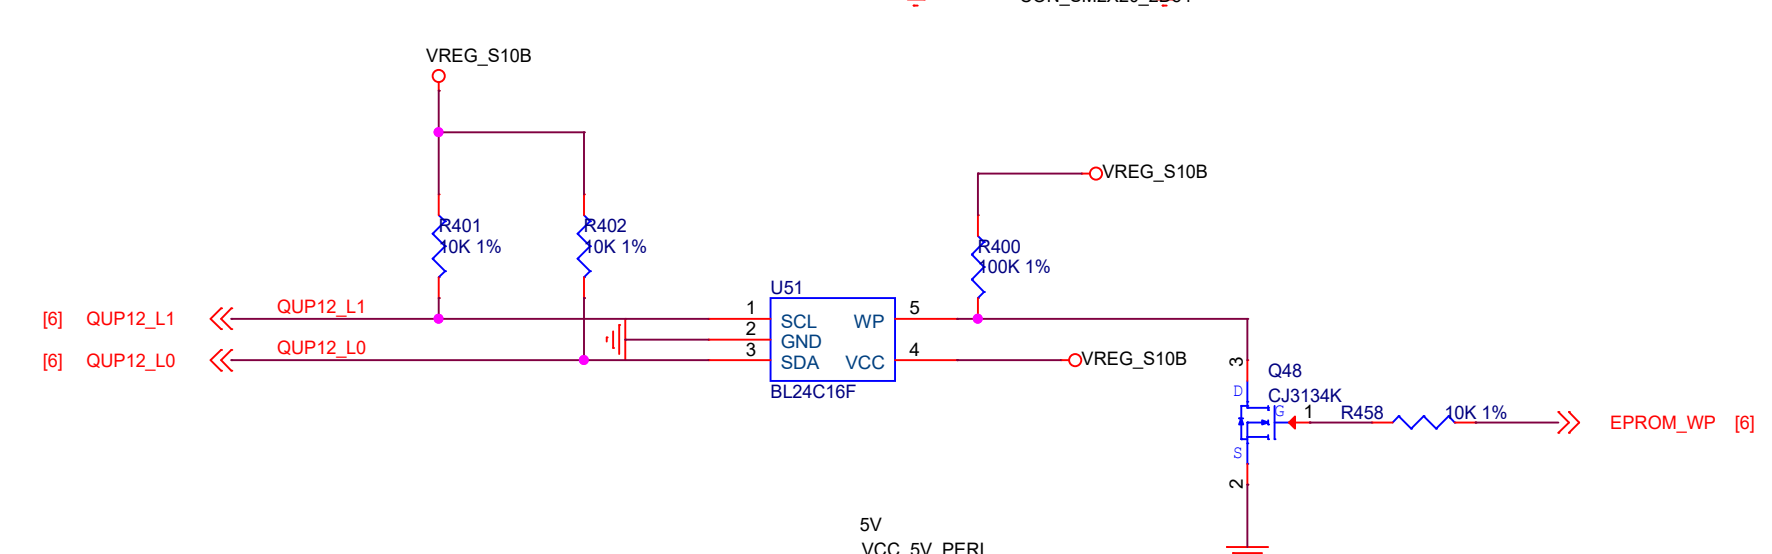 VREG_S10B
VREG_S10B
R401
10K 1%
R402
10K 1%
R400
100K 1%
U51
[6] QUP12_L1
QUP12_L1
1
SCL
WP
5
2
GND
[6] QUP12_L0
QUP12_L0
3
SDA
VCC
4
VREG_S10B
BL24C16F
3
Q48
CJ3134K
D
G
1
R458
10K 1%
EPROM_WP [6]
S
2
5V
VCC_5V_PERI